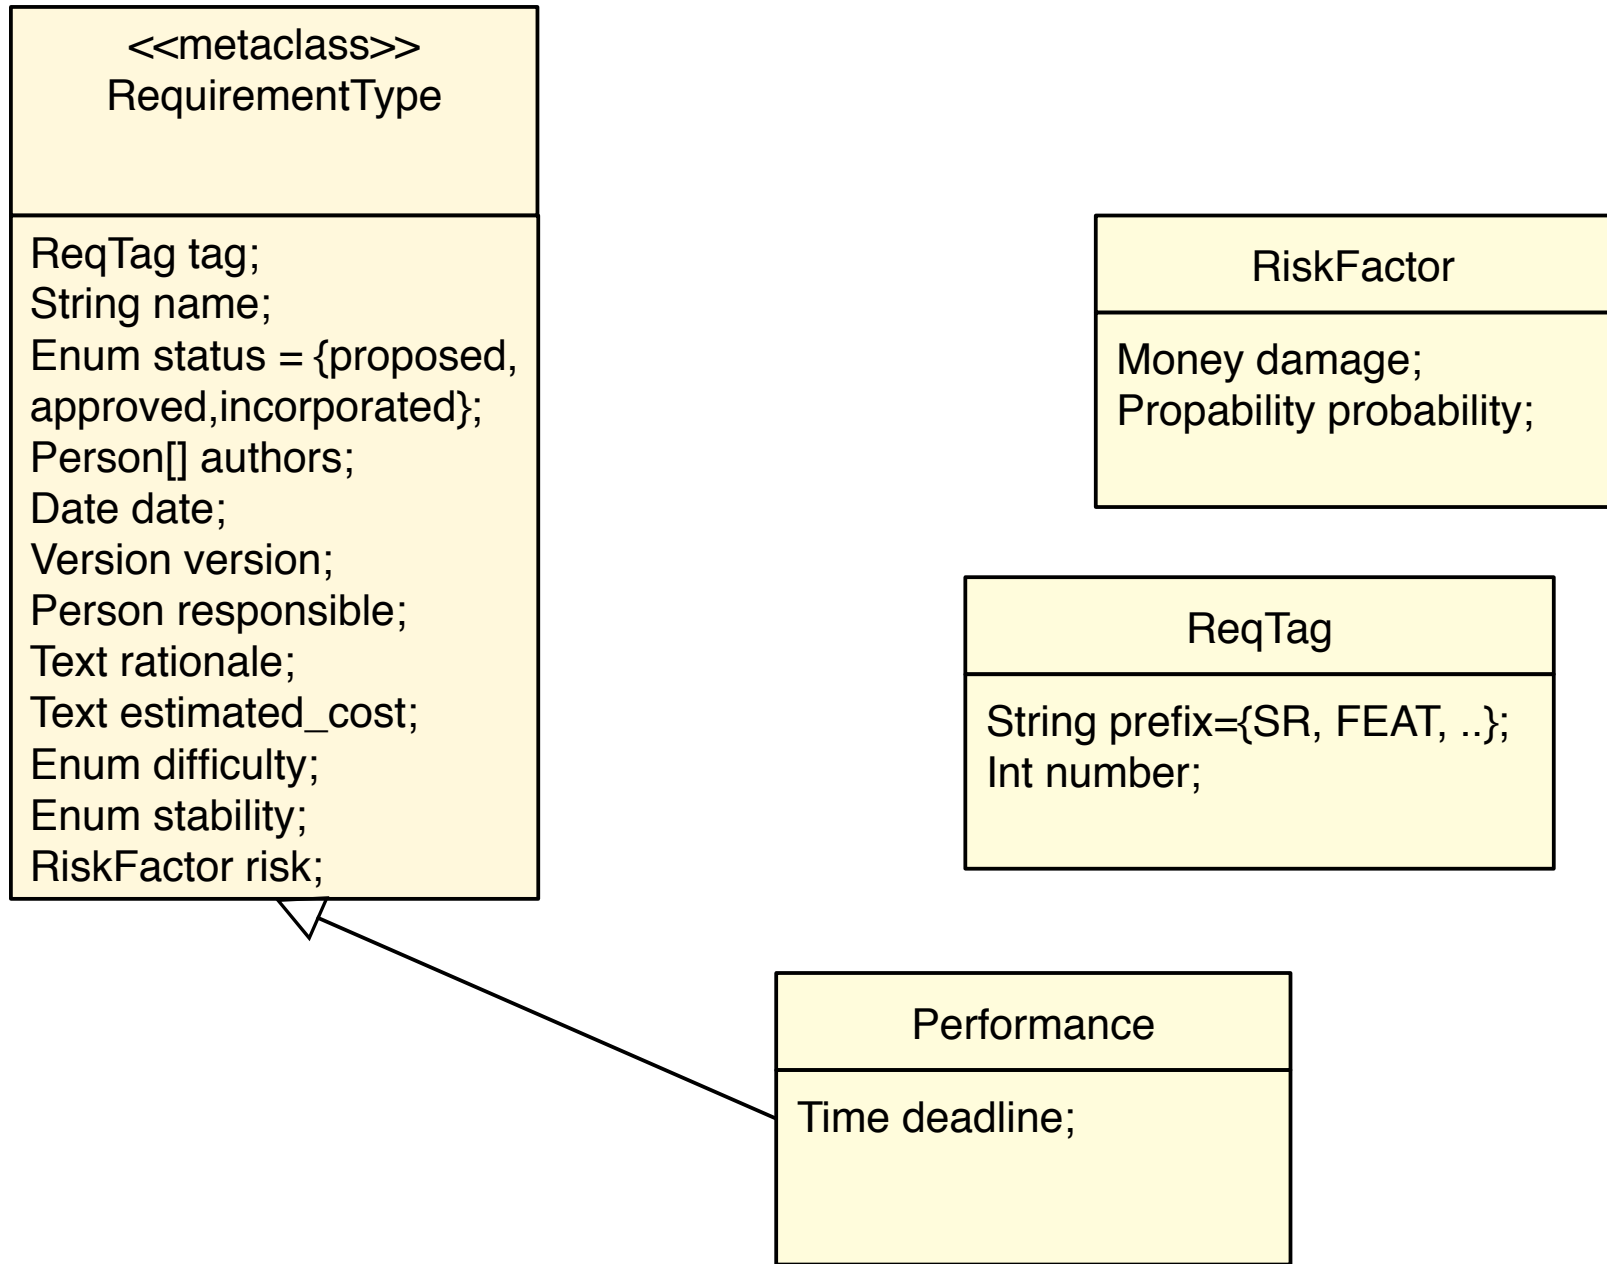 <<metaclass>>
RequirementType
ReqTag tag;
String name;
Enum status = {proposed,
approved,incorporated};
Person[] authors;
Date date;
Version version;
Person responsible;
Text rationale;
Text estimated_cost;
Enum difficulty;
Enum stability;
RiskFactor risk;
RiskFactor
Money damage;
Propability probability;
ReqTag
String prefix={SR, FEAT, ..};
Int number;
Performance
Time deadline;